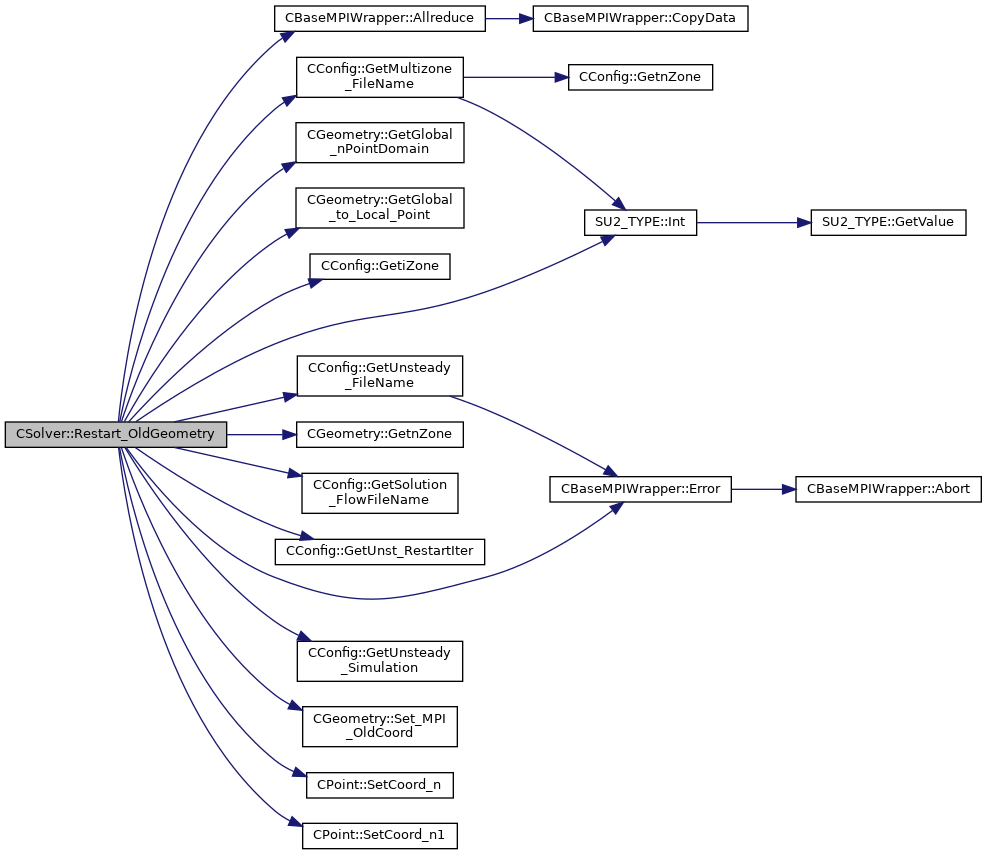 CBaseMPIWrapper::Allreduce
CBaseMPIWrapper::CopyData
CConfig::GetMultizone
_FileName
CConfig::GetnZone
CGeometry::GetGlobal
_nPointDomain
CGeometry::GetGlobal
_to_Local_Point
SU2_TYPE::Int
SU2_TYPE::GetValue
CConfig::GetiZone
CConfig::GetUnsteady
_FileName
CSolver::Restart_OldGeometry
CGeometry::GetnZone
CConfig::GetSolution
_FlowFileName
CBaseMPIWrapper::Error
CBaseMPIWrapper::Abort
CConfig::GetUnst_RestartIter
CConfig::GetUnsteady
_Simulation
CGeometry::Set_MPI
_OldCoord
CPoint::SetCoord_n
CPoint::SetCoord_n1